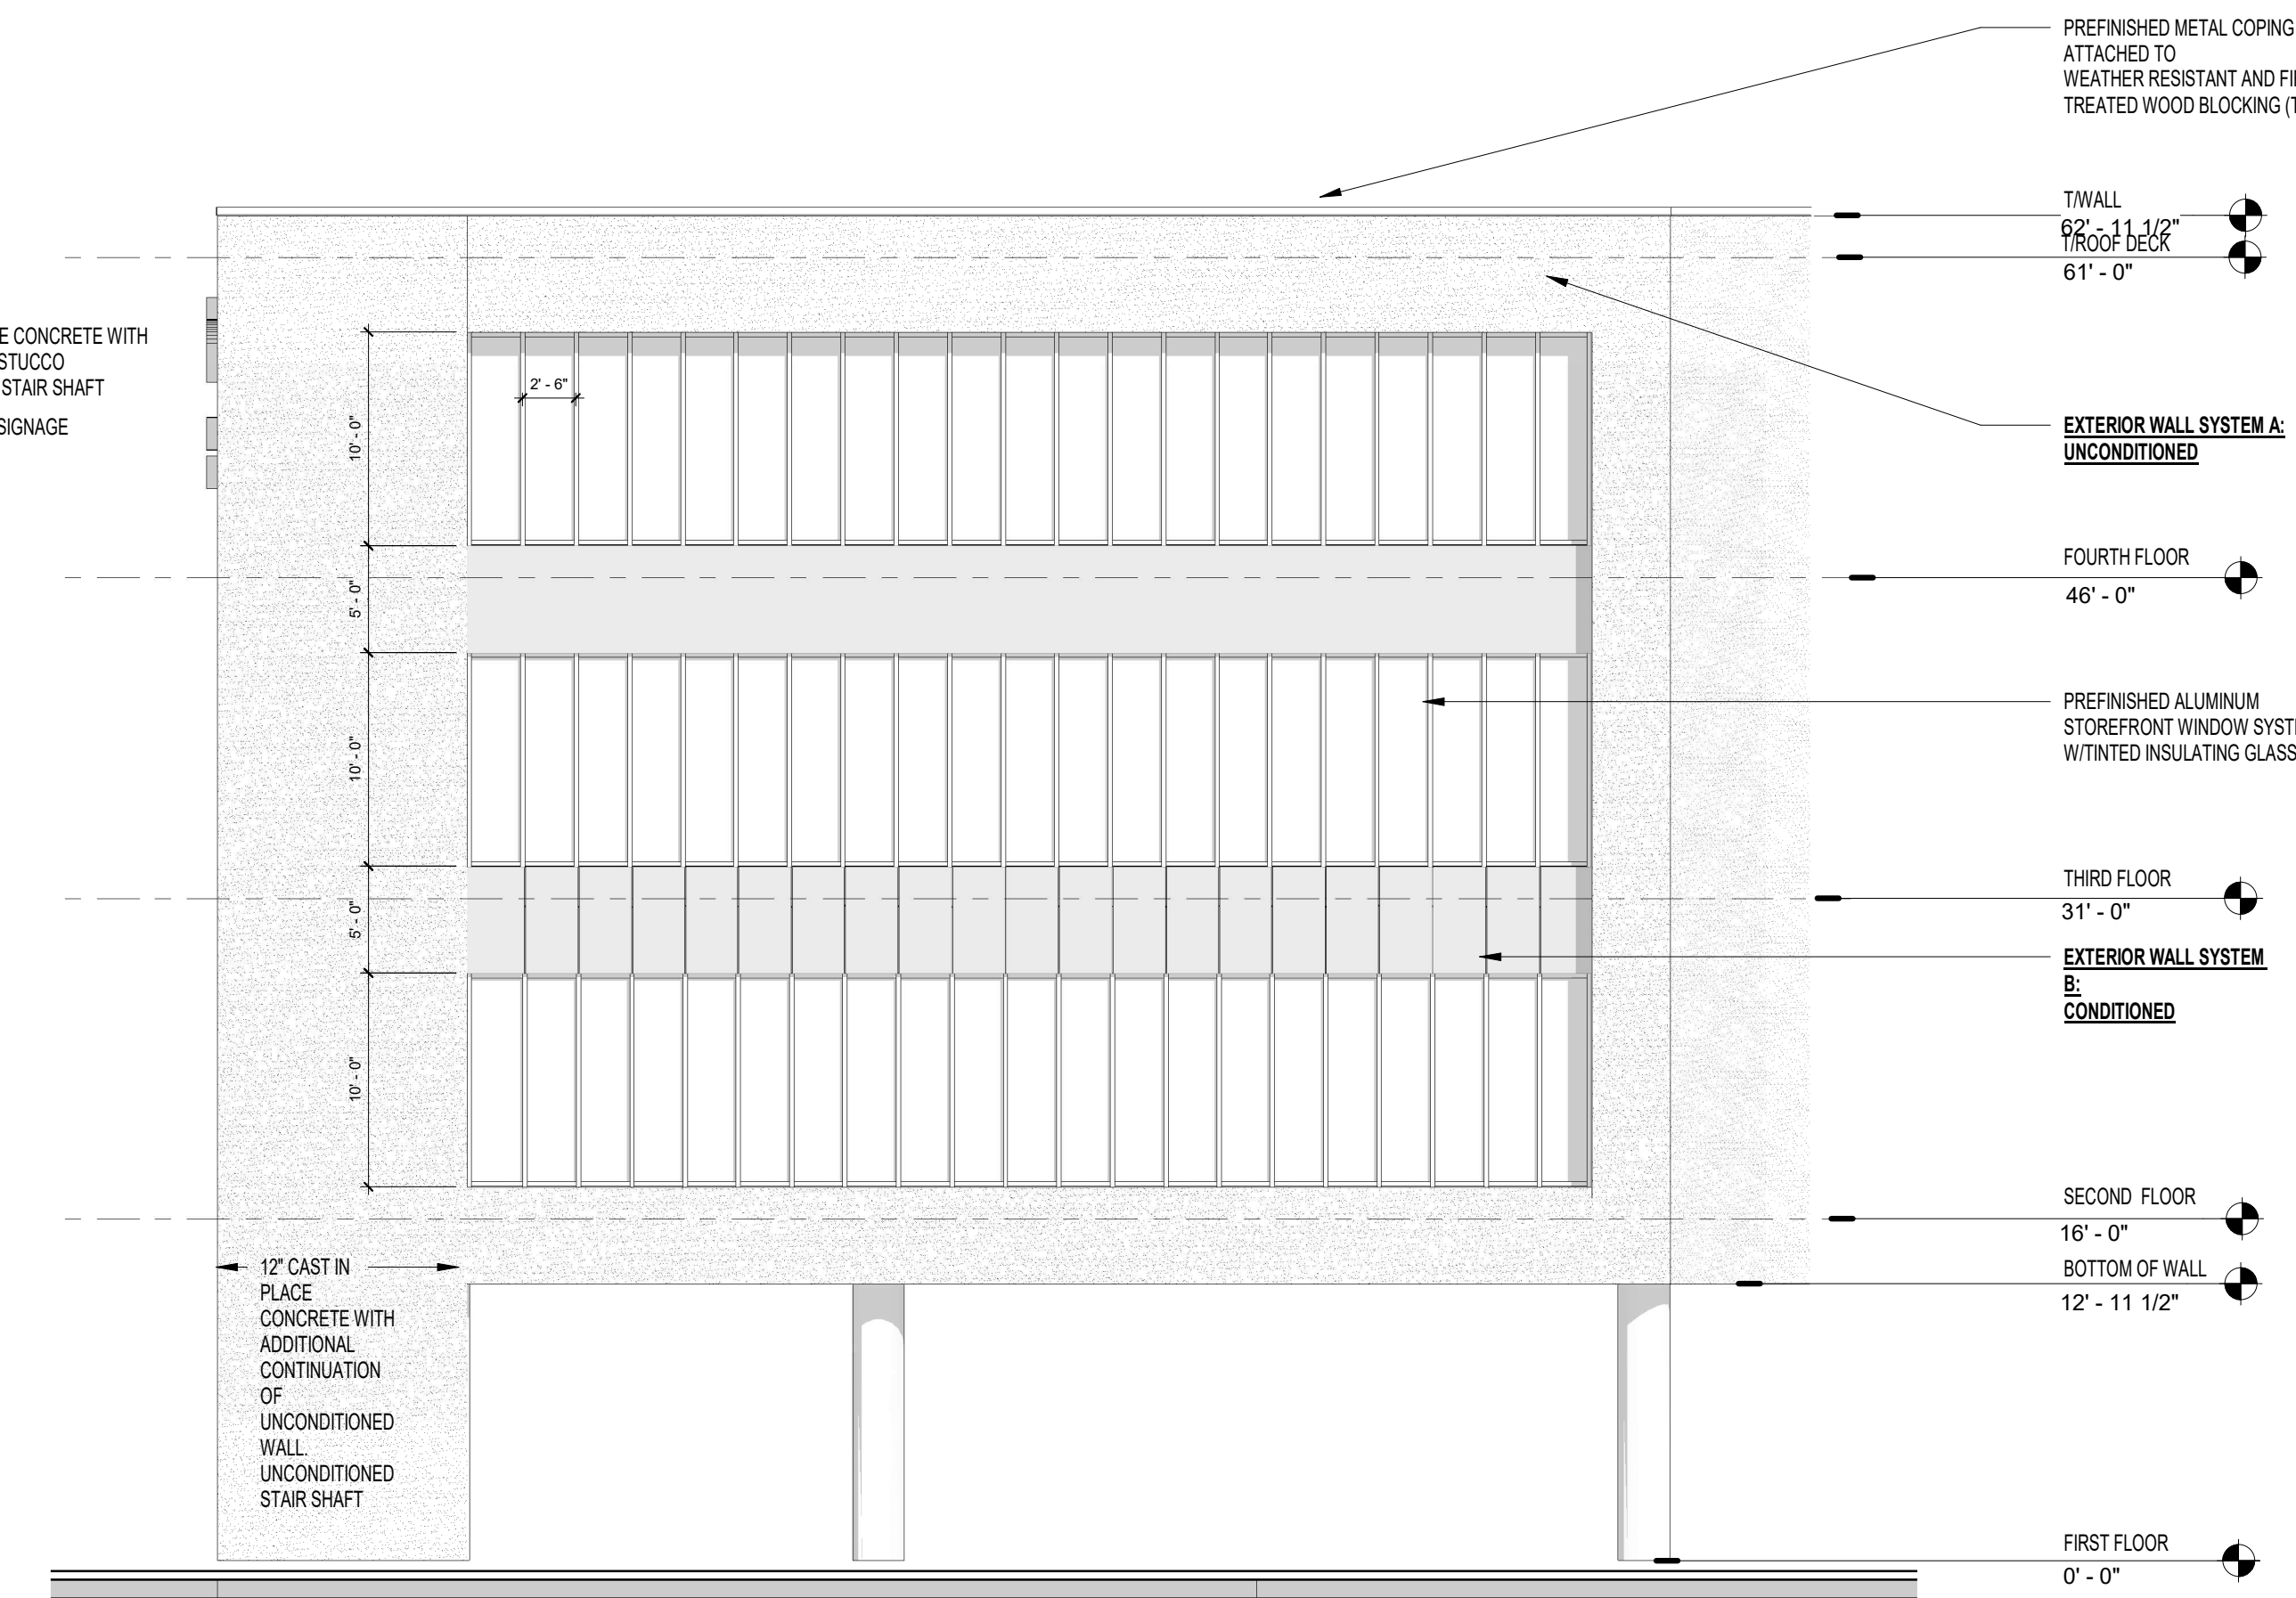 PREFINISHED METAL COPING
ATTACHED TO
WEATHER RESISTANT AND
TREATED WOOD BLOCKING
T/WALL
62' - 11 1/2"
T/ROOF DECK
61' - 0"
E CONCRETE WITH
STUCCO
STAIR SHAFT
SIGNAGE
2' - 6"
10' - 0"
5' - 0"
10' - 0"
5' - 0"
10' - 0"
EXTERIOR WALL SYSTEM A:
UNCONDITIONED
FOURTH FLOOR
46' - 0"
PREFINISHED ALUMINUM
STOREFRONT WINDOW
W/TINTED INSULATING GLASS
THIRD FLOOR
31' - 0"
EXTERIOR WALL SYSTEM
B:
CONDITIONED
SECOND FLOOR
16' - 0"
BOTTOM OF WALL
12' - 11 1/2"
12" CAST IN
PLACE
CONCRETE WITH
ADDITIONAL
CONTINUATION
OF
UNCONDITIONED
WALL.
UNCONDITIONED
STAIR SHAFT
FIRST FLOOR
0' - 0"